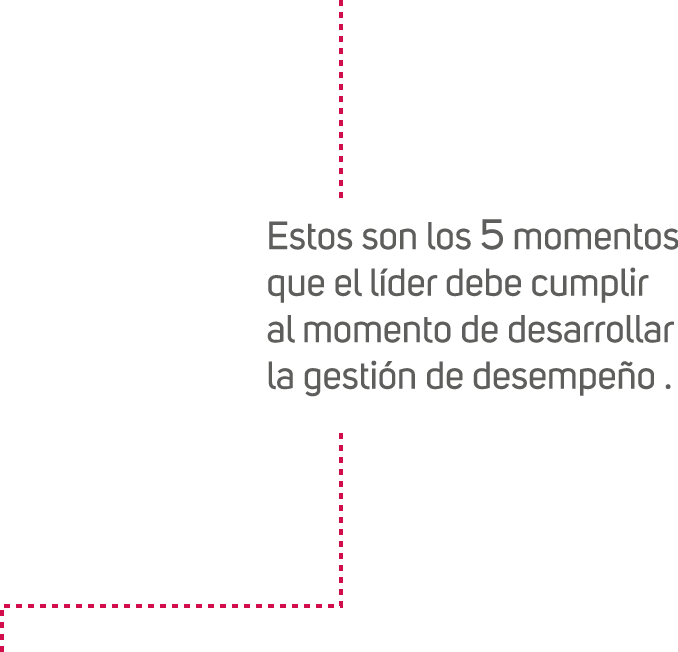 Estos son los 5 momentos
que el líder debe cumplir
al momento de desarrollar
la gestión de desempeño .